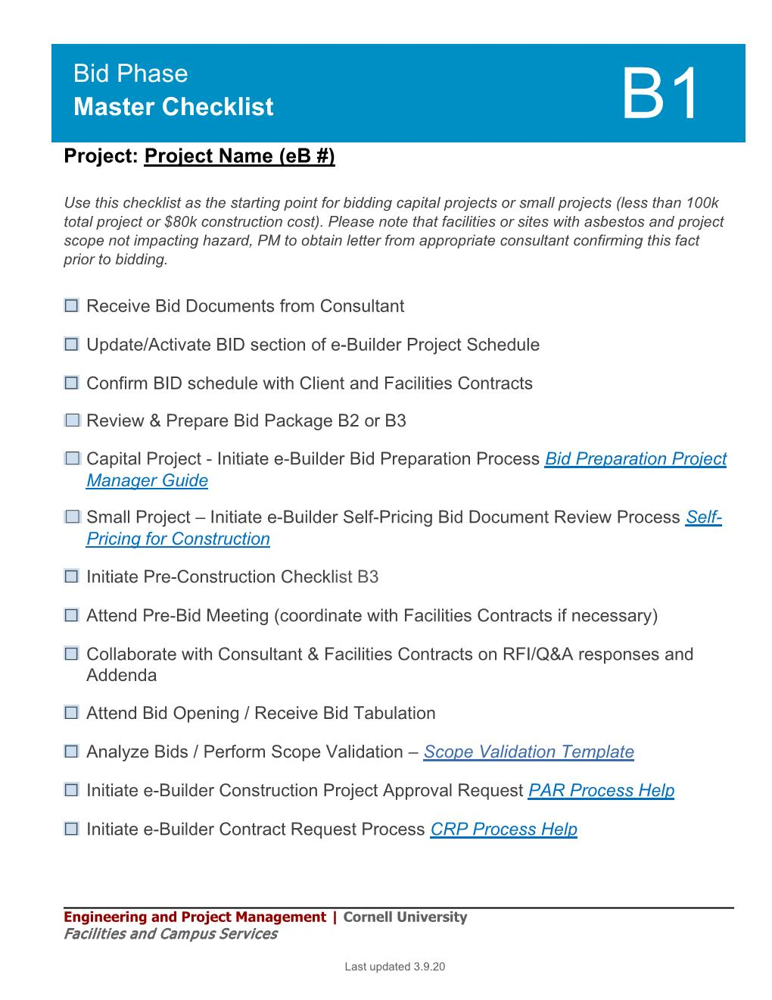 Bid Phase
Master Checklist
B1
Project: Project Name (eB #)
Use this checklist as the starting point for bidding capital projects or small projects (less than 100k
total project or $80k construction cost). Please note that facilities or sites with asbestos and project
scope not impacting hazard, PM to obtain letter from appropriate consultant confirming this fact
prior to bidding.
☐ Receive Bid Documents from Consultant
☐ Update/Activate BID section of e-Builder Project Schedule
☐ Confirm BID schedule with Client and Facilities Contracts
☐ Review & Prepare Bid Package B2 or B3
☐ Capital Project - Initiate e-Builder Bid Preparation Process Bid Preparation Project
Manager Guide
☐ Small Project – Initiate e-Builder Self-Pricing Bid Document Review Process Self-
Pricing for Construction
☐ Initiate Pre-Construction Checklist B3
☐ Attend Pre-Bid Meeting (coordinate with Facilities Contracts if necessary)
☐ Collaborate with Consultant & Facilities Contracts on RFI/Q&A responses and
Addenda
☐ Attend Bid Opening / Receive Bid Tabulation
☐ Analyze Bids / Perform Scope Validation – Scope Validation Template
☐ Initiate e-Builder Construction Project Approval Request PAR Process Help
☐ Initiate e-Builder Contract Request Process CRP Process Help
Engineering and Project Management | Cornell University
Facilities and Campus Services
Last updated 3.9.20